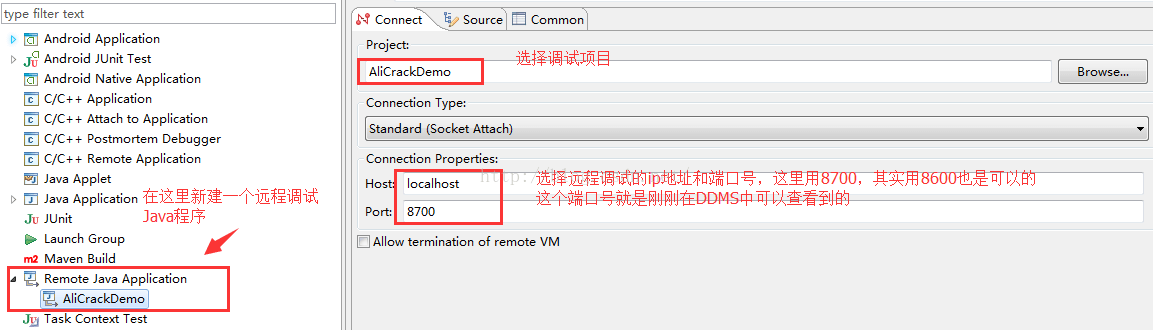 type filter text
Android Application
Android JUnit Test
Android Native Application
C/C++ Application
C/C++ Attach to Application
C/C++ Postmortem Debugger
C/C++ Remote Application
Java Applet
Java Application
JUnit
Launch Group
Maven Build
Remote Java Application
AliCrackDemo
Task Context Test
在这里新建一个远程调试
Java程序
Connect
Source
Common
Project:
AliCrackDemo
选择调试项目
Browse...
Connection Type:
Standard (Socket Attach)
Connection Properties:
Host:
localhost
Port:
8700
选择远程调试的ip地址和端口号，这里用8700，其实用8600也是可以的
这个端口号就是刚刚在DDMS中可以查看到的
Allow termination of remote VM